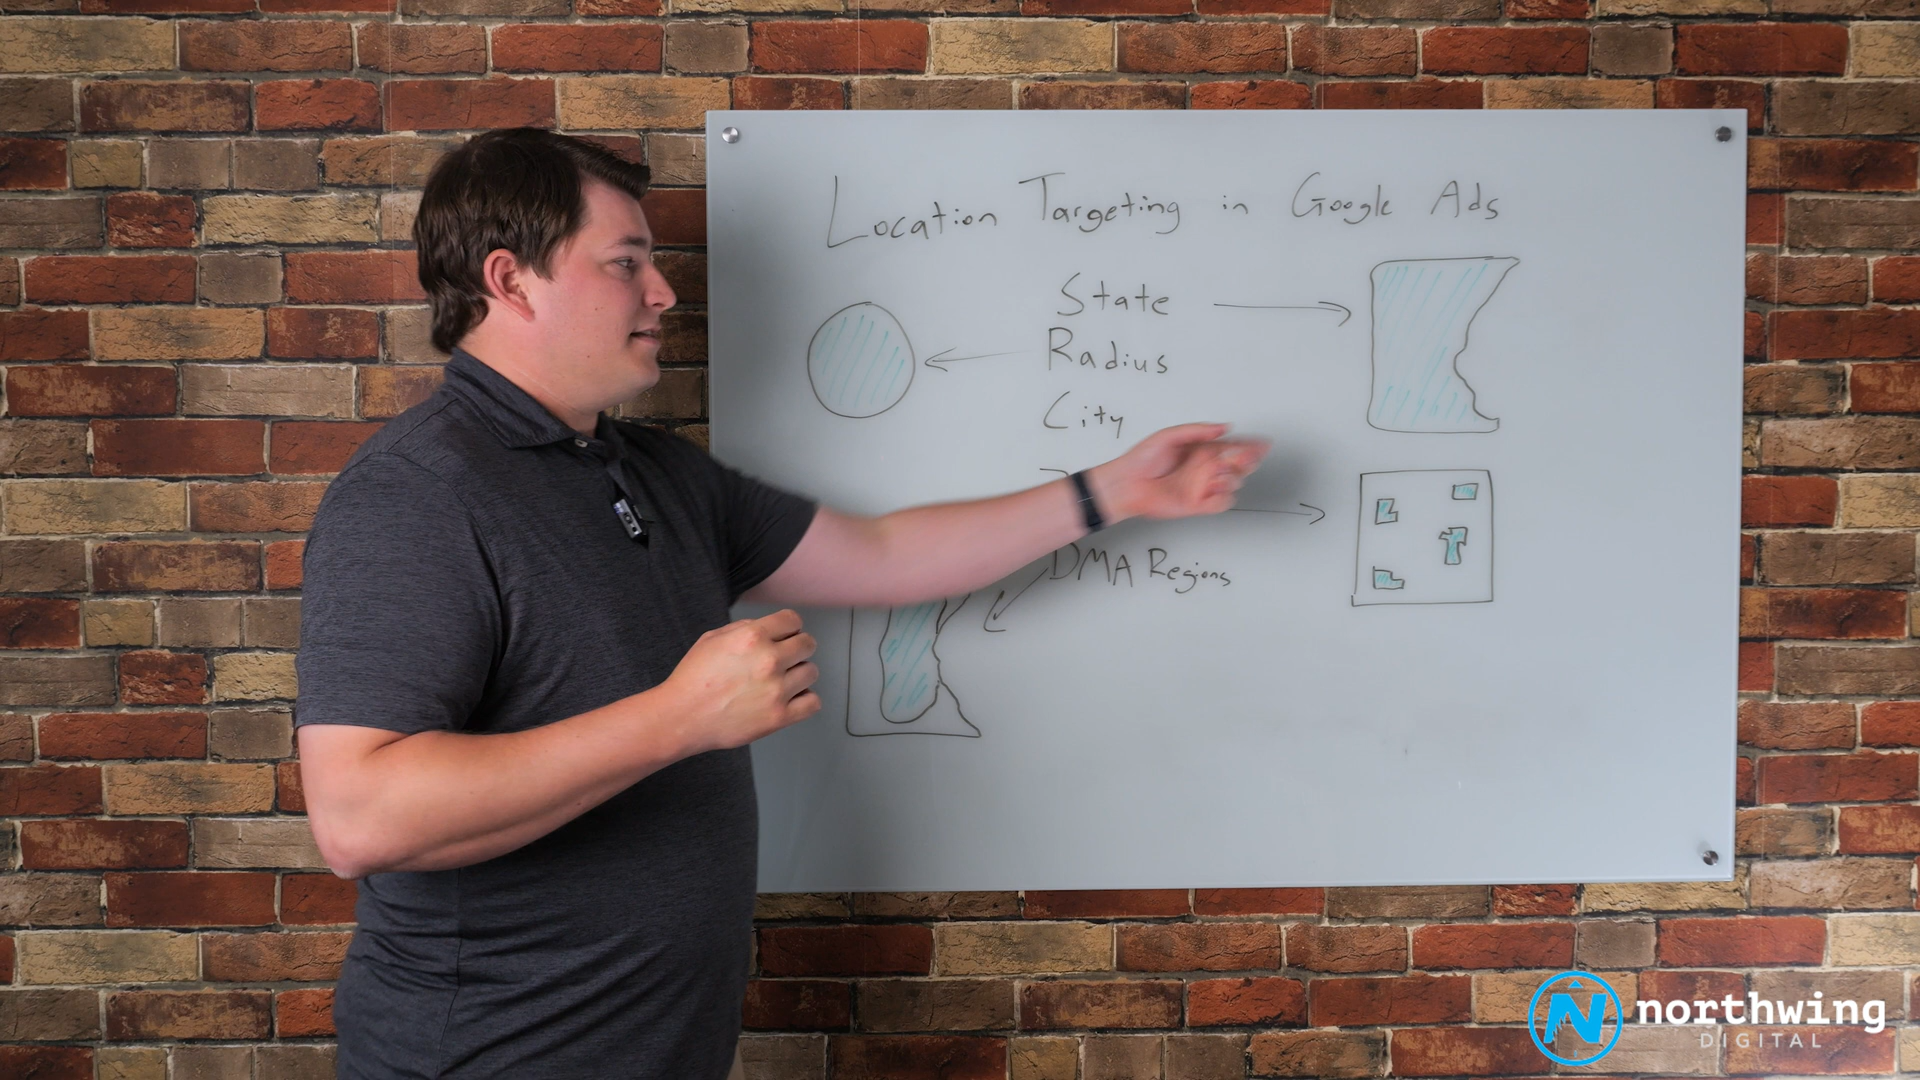 Location Targeting in Google Ads
State
Radius
City
DMA Regions
northwing
DIGITAL